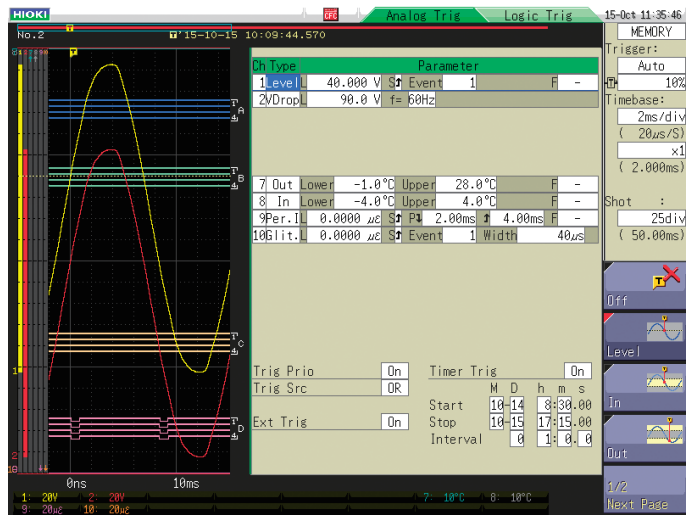 HIOKI CFC Analog Trig Logic Trig 15-Oct 11:35:46
No.2 T '15-10-15 10:09:44.570 MEMORY
Trigger:
Auto
T 10%
Timebase:
2ms/div
( 20µs/S)
x1
( 2.000ms)
Shot :
25div
( 50.00ms)
Ch Type Parameter
1 Level L 40.000 V S↑ Event 1 F -
2 VDrop L 90.0 V f= 60Hz
7 Out Lower -1.0°C Upper 28.0°C F -
8 In Lower -4.0°C Upper 4.0°C F -
9 Per.I L 0.0000 µε S↑ P↧ 2.00ms ↥ 4.00ms F -
10 Glit. L 0.0000 µε S↑ Event 1 Width 40µs
T A
T B
T C
T D
1
2
18
0ns 10ms
Trig Prio On Timer Trig On
Trig Src OR M D h m s
Start 10-14 8:30.00
Ext Trig On Stop 10-15 17:15.00
Interval 0 1: 0. 0
T Off
Level
In
Out
1/2
Next Page
1: 20V 2: 20V 7: 10°C 8: 10°C
9: 20µε 10: 20µε